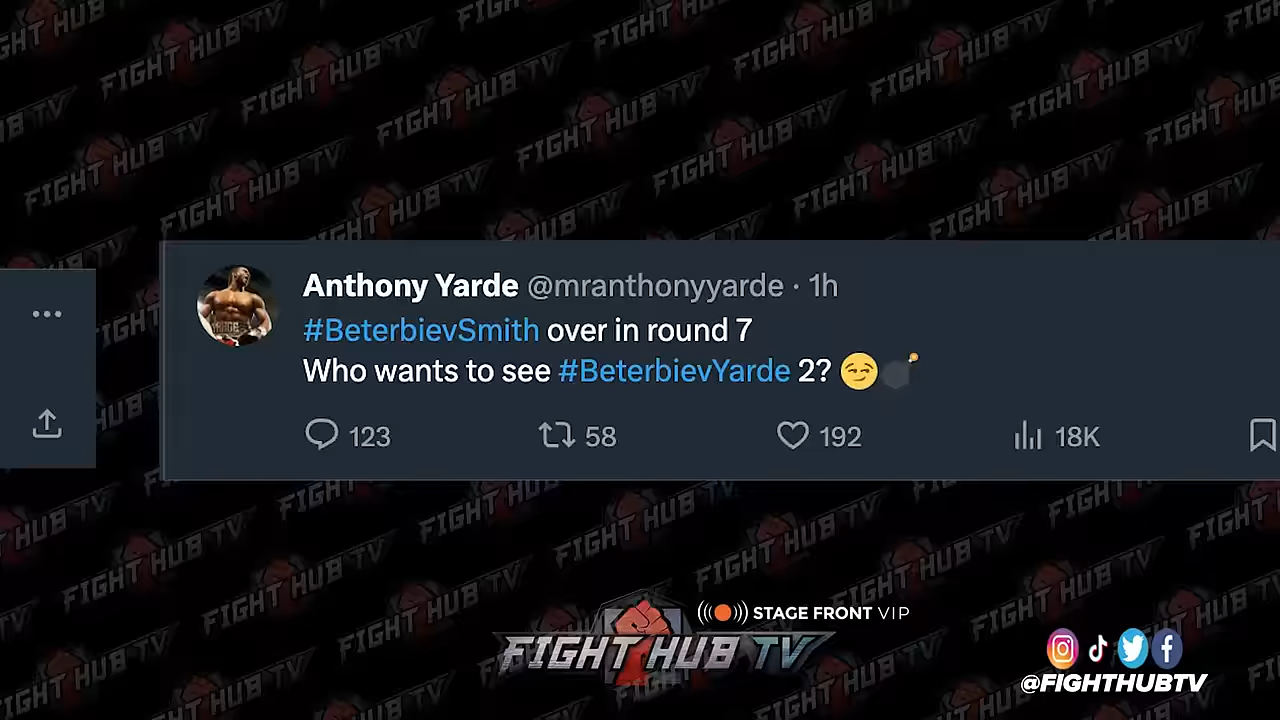 Anthony Yarde @mranthonyyarde · 1h
#BeterbievSmith over in round 7
Who wants to see #BeterbievYarde 2? 😏💣
123 58 192 18K
STAGE FRONT VIP
FIGHT HUB TV
@FIGHTHUBTV